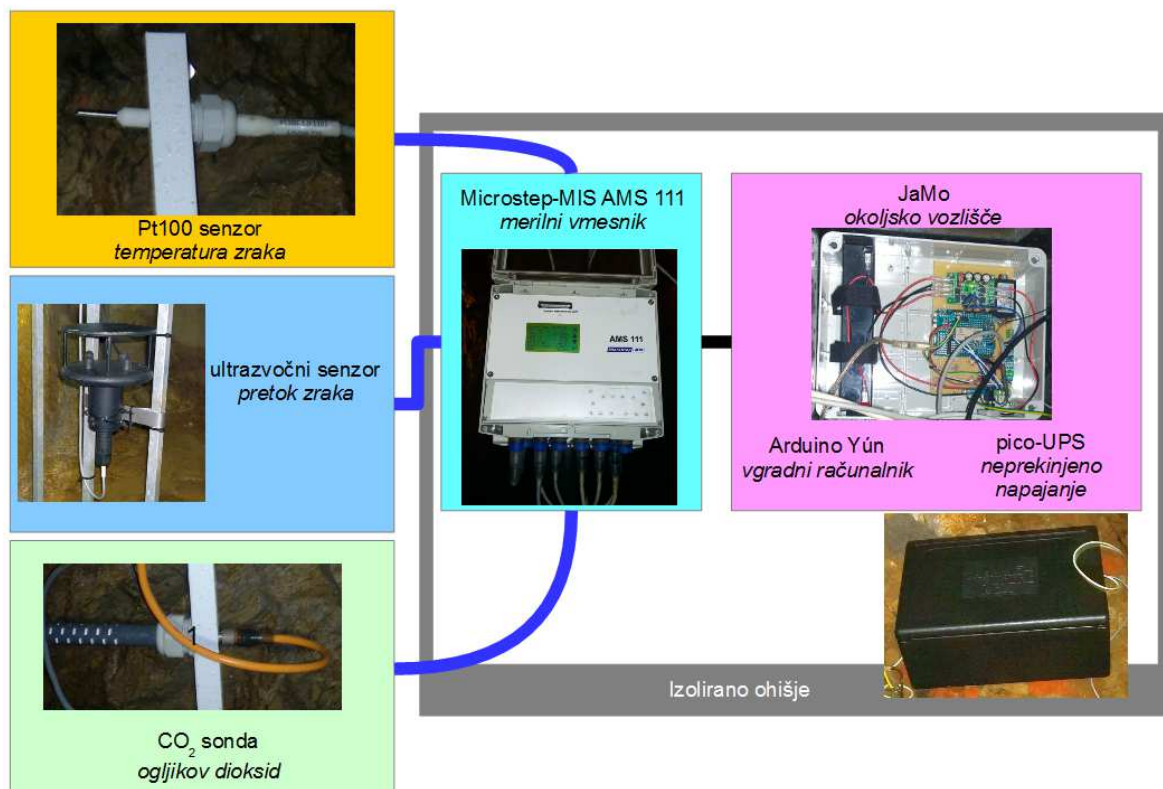 Pt100 senzor
temperatura zraka
ultrazvočni senzor
pretok zraka
1
CO2 sonda
ogljikov dioksid
Microstep-MIS AMS 111
merilni vmesnik
AMS 111
JaMo
okoljsko vozlišče
Arduino Yún
vgradni računalnik
pico-UPS
neprekinjeno
napajanje
Izolirano ohišje